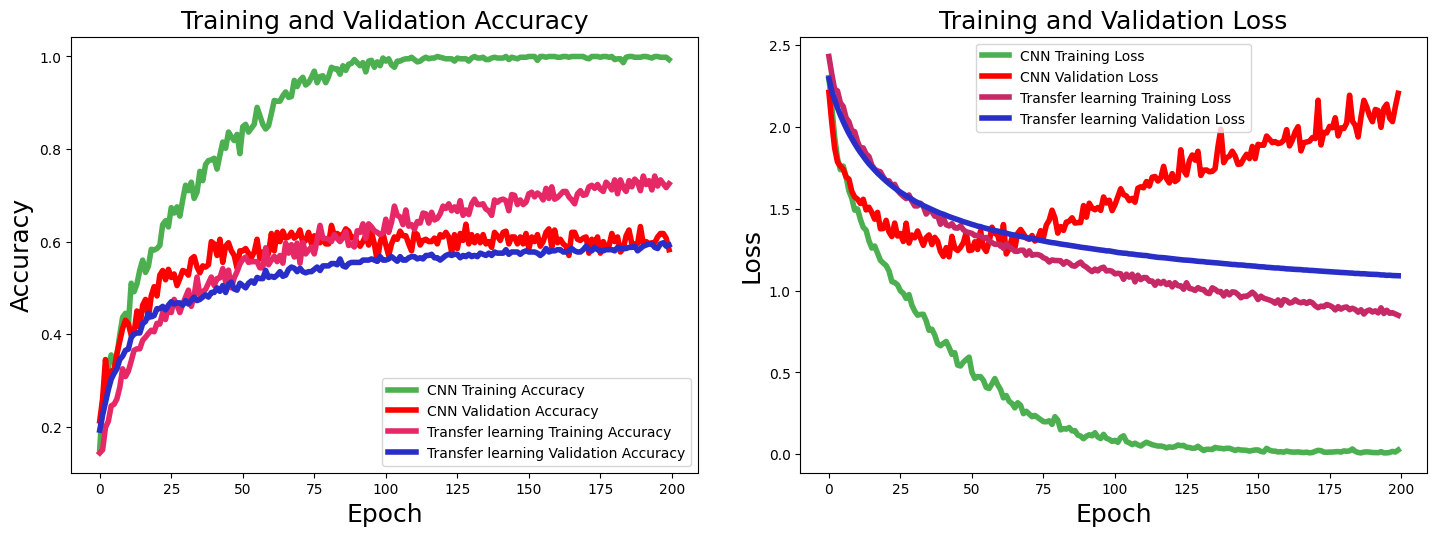 Training and Validation Accuracy
Accuracy
1.0
0.8
0.6
0.4
0.2
CNN Training Accuracy
CNN Validation Accuracy
Transfer learning Training Accuracy
Transfer learning Validation Accuracy
0 25 50 75 100 125 150 175 200
Epoch
Training and Validation Loss
Loss
2.5
2.0
1.5
1.0
0.5
0.0
CNN Training Loss
CNN Validation Loss
Transfer learning Training Loss
Transfer learning Validation Loss
0 25 50 75 100 125 150 175 200
Epoch